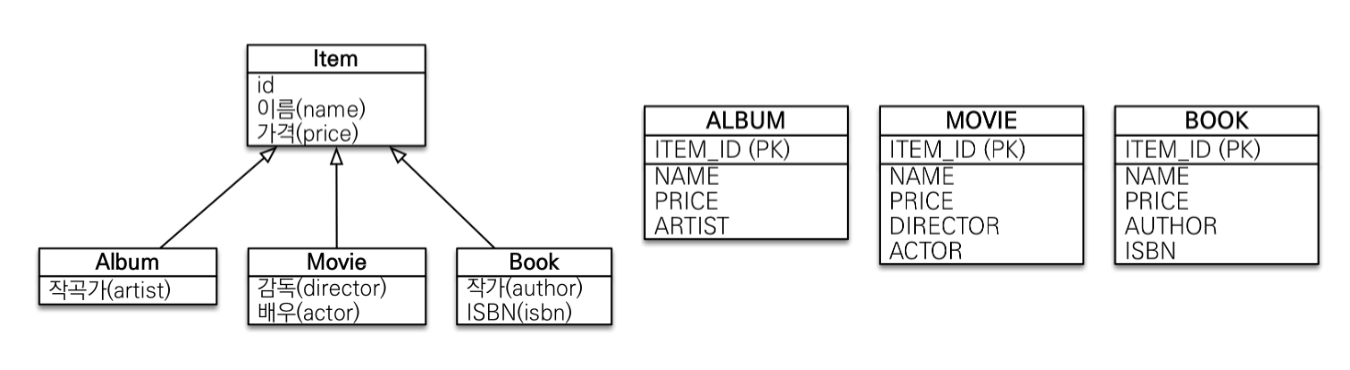 Item
id
이름(name)
가격(price)
Album
작곡가(artist)
Movie
감독(director)
배우(actor)
Book
작가(author)
ISBN(isbn)
ALBUM
ITEM_ID (PK)
NAME
PRICE
ARTIST
MOVIE
ITEM_ID (PK)
NAME
PRICE
DIRECTOR
ACTOR
BOOK
ITEM_ID (PK)
NAME
PRICE
AUTHOR
ISBN